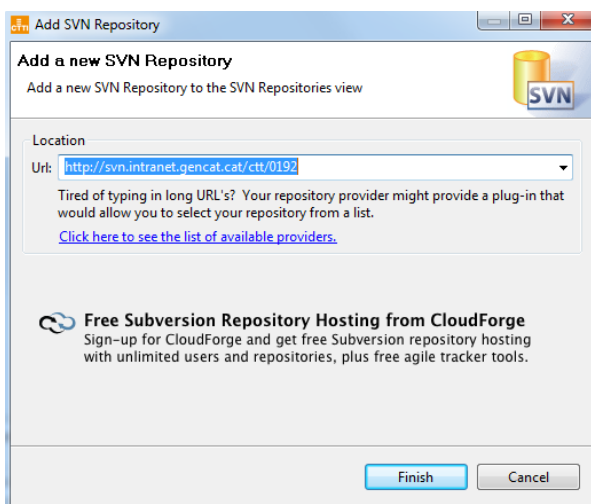 Add SVN Repository
Add a new SVN Repository
Add a new SVN Repository to the SVN Repositories view
SVN
Location
Url: http://svn.intranet.gencat.cat/ctt/0192
Tired of typing in long URL's? Your repository provider might provide a plug-in that
would allow you to select your repository from a list.
Click here to see the list of available providers.
Free Subversion Repository Hosting from CloudForge
Sign-up for CloudForge and get free Subversion repository hosting
with unlimited users and repositories, plus free agile tracker tools.
Finish Cancel